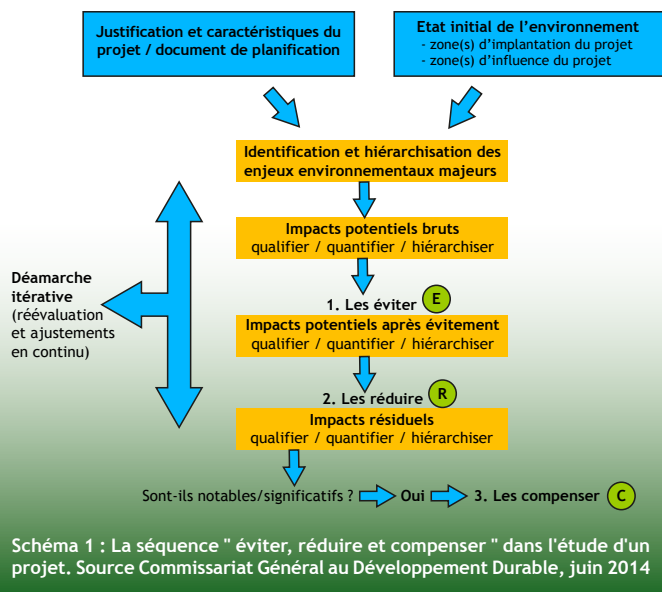 Justification et caractéristiques du
projet / document de planification
Etat initial de l'environnement
- zone(s) d'implantation du projet
- zone(s) d'influence du projet
Identification et hiérarchisation des
enjeux environnementaux majeurs
Impacts potentiels bruts
qualifier / quantifier / hiérarchiser
Déamarche
itérative
(réévaluation
et ajustements
en continu)
1. Les éviter E
Impacts potentiels après évitement
qualifier / quantifier / hiérarchiser
2. Les réduire R
Impacts résiduels
qualifier / quantifier / hiérarchiser
Sont-ils notables/significatifs ? Oui 3. Les compenser C
Schéma 1 : La séquence " éviter, réduire et compenser " dans l'étude d'un
projet. Source Commissariat Général au Développement Durable, juin 2014